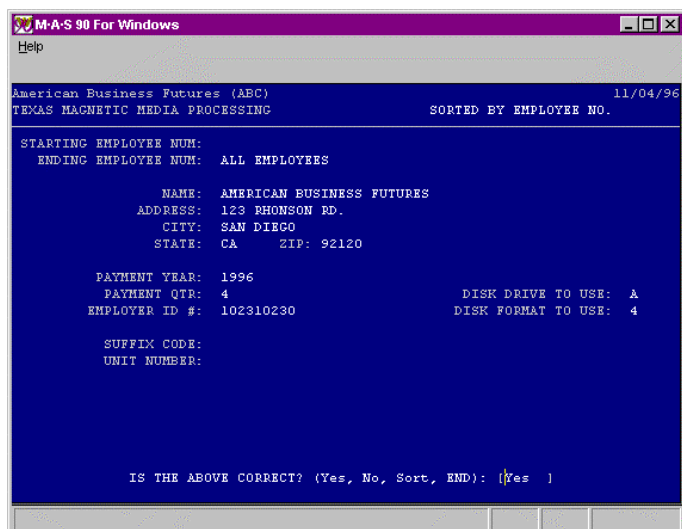 M·A·S 90 For Windows
Help
American Business Futures (ABC) 11/04/96
TEXAS MAGNETIC MEDIA PROCESSING SORTED BY EMPLOYEE NO.
STARTING EMPLOYEE NUM:
ENDING EMPLOYEE NUM: ALL EMPLOYEES
NAME: AMERICAN BUSINESS FUTURES
ADDRESS: 123 RHONSON RD.
CITY: SAN DIEGO
STATE: CA ZIP: 92120
PAYMENT YEAR: 1996
PAYMENT QTR: 4 DISK DRIVE TO USE: A
EMPLOYER ID #: 102310230 DISK FORMAT TO USE: 4
SUFFIX CODE:
UNIT NUMBER:
IS THE ABOVE CORRECT? (Yes, No, Sort, END): [Yes ]